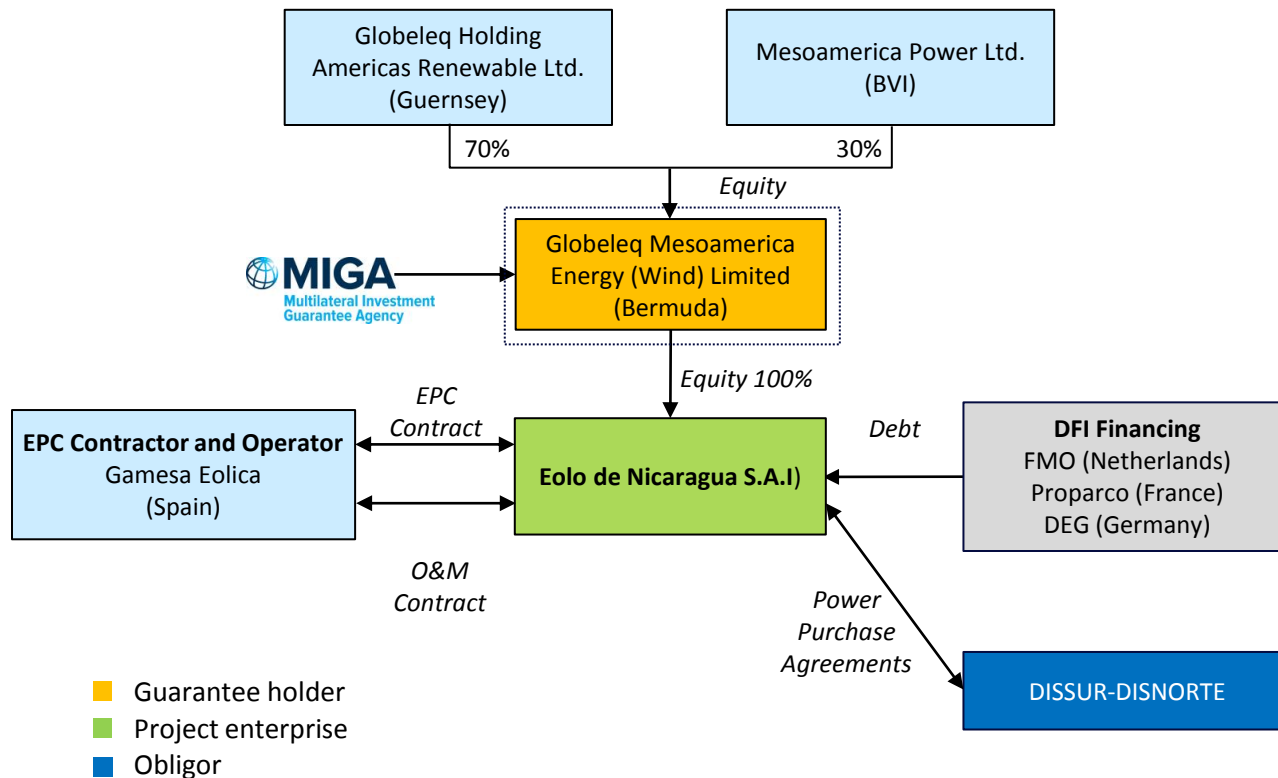 Globeleq Holding
Americas Renewable Ltd.
(Guernsey)
Mesoamerica Power Ltd.
(BVI)
70%
30%
Equity
Globeleq Mesoamerica
Energy (Wind) Limited
(Bermuda)
MIGA
Multilateral Investment
Guarantee Agency
Equity 100%
EPC
Contract
EPC Contractor and Operator
Gamesa Eolica
(Spain)
Eolo de Nicaragua S.A.I)
Debt
DFI Financing
FMO (Netherlands)
Proparco (France)
DEG (Germany)
O&M
Contract
Power
Purchase
Agreements
DISSUR-DISNORTE
Guarantee holder
Project enterprise
Obligor